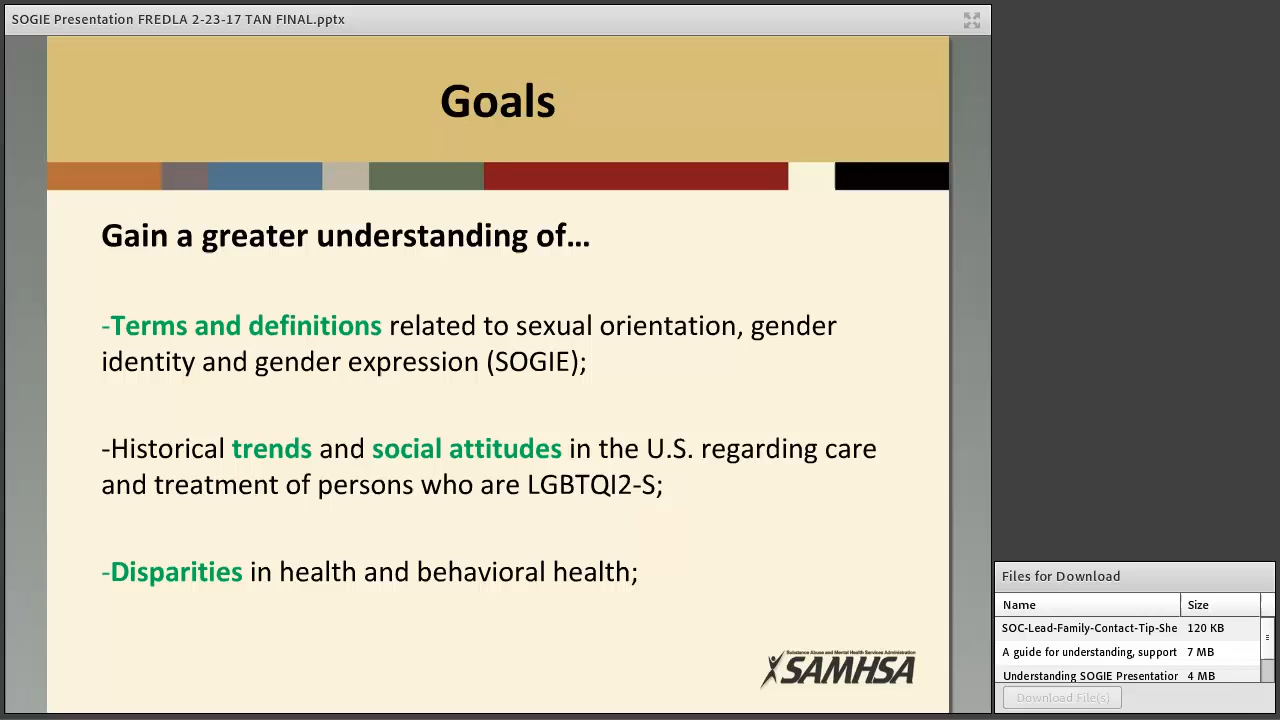 SOGIE Presentation FREDLA 2-23-17 TAN FINAL.pptx
Goals
Gain a greater understanding of…
-Terms and definitions related to sexual orientation, gender
identity and gender expression (SOGIE);
-Historical trends and social attitudes in the U.S. regarding care
and treatment of persons who are LGBTQI2-S;
-Disparities in health and behavioral health;
Substance Abuse and Mental Health Services Administration
SAMHSA
Files for Download
Name Size
SOC-Lead-Family-Contact-Tip-She 120 KB
A guide for understanding, support 7 MB
Understanding SOGIE Presentation 4 MB
Download File(s)